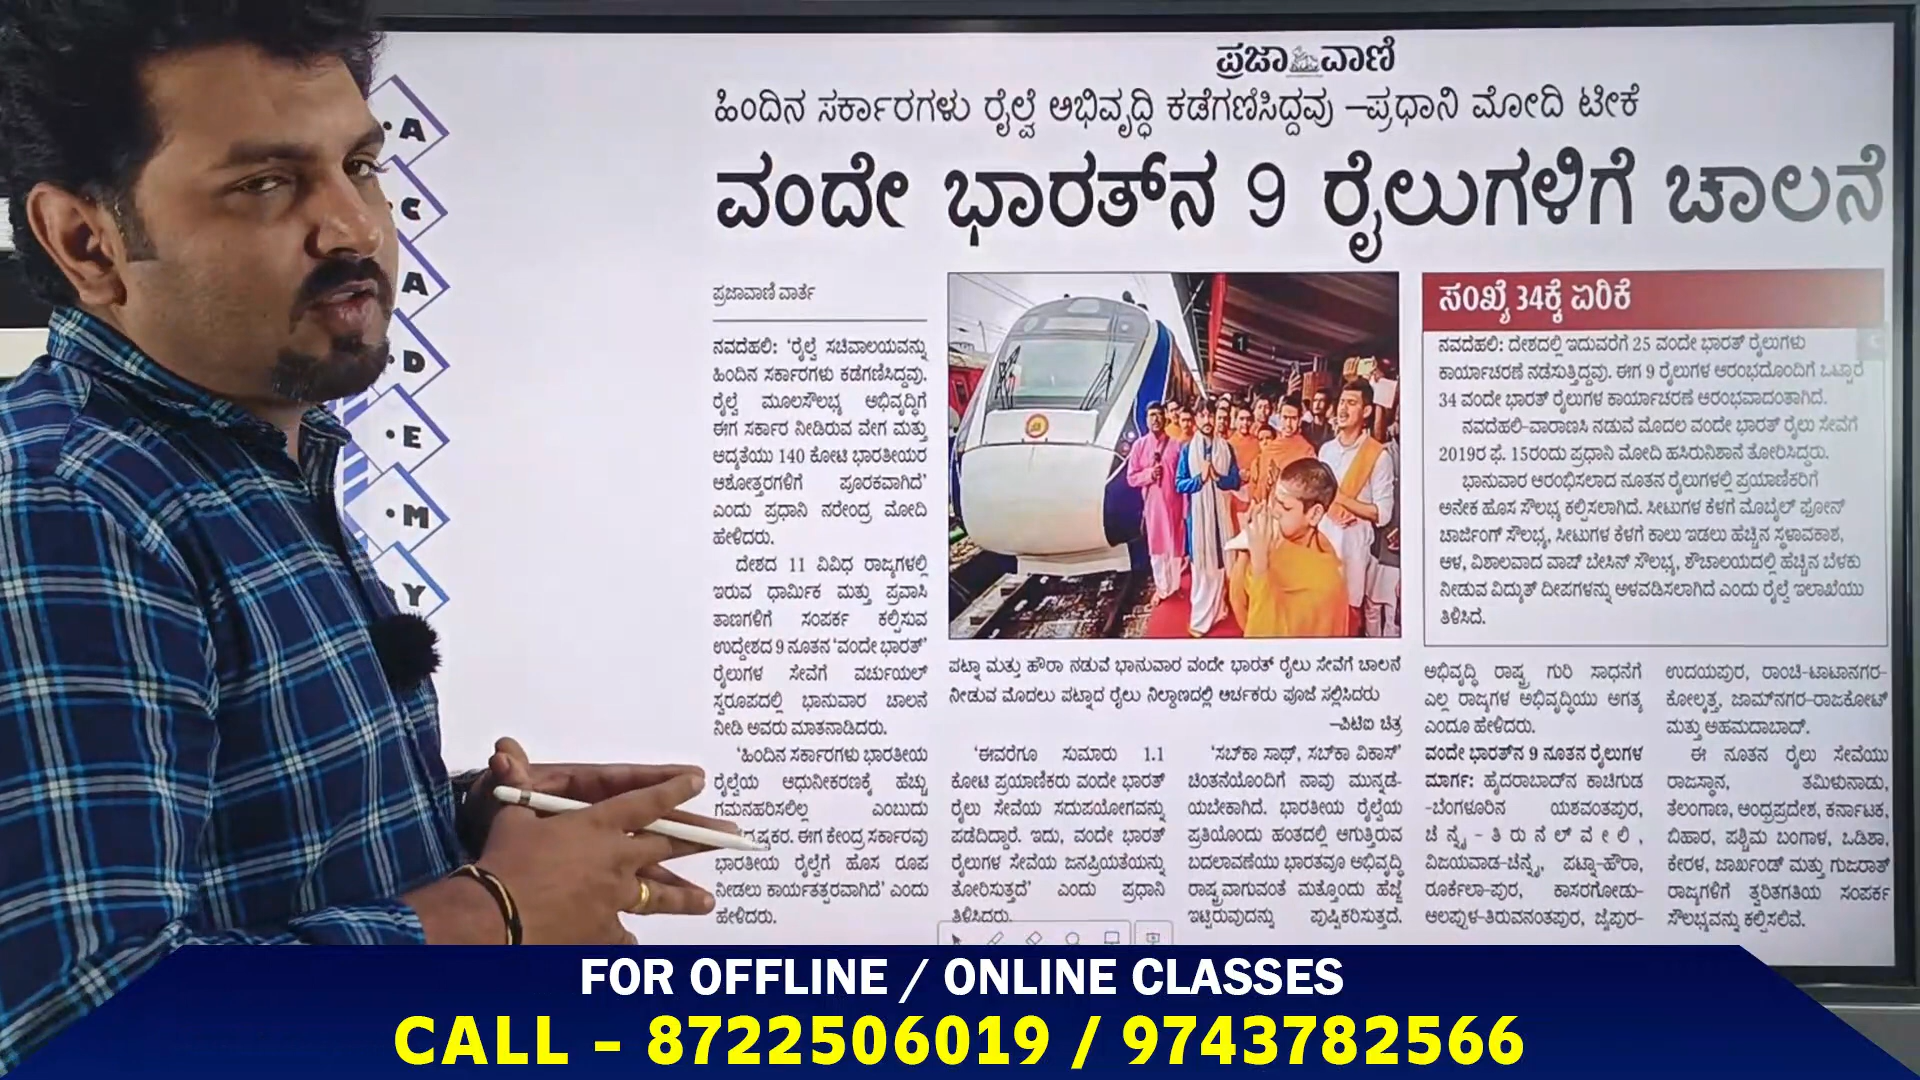 ಪ್ರಜಾವಾಣಿ
ಹಿಂದಿನ ಸರ್ಕಾರಗಳು ರೈಲ್ವೆ ಅಭಿವೃದ್ಧಿ ಕಡೆಗಣಿಸಿದ್ದವು –ಪ್ರಧಾನಿ ಮೋದಿ ಟೀಕೆ
ವಂದೇ ಭಾರತ್‌ನ 9 ರೈಲುಗಳಿಗೆ ಚಾಲನೆ
A
C
A
D
E
M
Y
ಪ್ರಜಾವಾಣಿ ವಾರ್ತೆ
ನವದೆಹಲಿ: ‘ರೈಲ್ವೆ ಸಚಿವಾಲಯವನ್ನು
ಹಿಂದಿನ ಸರ್ಕಾರಗಳು ಕಡೆಗಣಿಸಿದ್ದವು.
ರೈಲ್ವೆ ಮೂಲಸೌಲಭ್ಯ ಅಭಿವೃದ್ಧಿಗೆ
ಈಗ ಸರ್ಕಾರ ನೀಡಿರುವ ವೇಗ ಮತ್ತು
ಆದ್ಯತೆಯು 140 ಕೋಟಿ ಭಾರತೀಯರ
ಆಶೋತ್ತರಗಳಿಗೆ ಪೂರಕವಾಗಿದೆ’
ಎಂದು ಪ್ರಧಾನಿ ನರೇಂದ್ರ ಮೋದಿ
ಹೇಳಿದರು.
ದೇಶದ 11 ವಿವಿಧ ರಾಜ್ಯಗಳಲ್ಲಿ
ಇರುವ ಧಾರ್ಮಿಕ ಮತ್ತು ಪ್ರವಾಸಿ
ತಾಣಗಳಿಗೆ ಸಂಪರ್ಕ ಕಲ್ಪಿಸುವ
ಉದ್ದೇಶದ 9 ನೂತನ ‘ವಂದೇ ಭಾರತ್’
ರೈಲುಗಳ ಸೇವೆಗೆ ವರ್ಚುಯಲ್
ಸ್ವರೂಪದಲ್ಲಿ ಭಾನುವಾರ ಚಾಲನೆ
ನೀಡಿ ಅವರು ಮಾತನಾಡಿದರು.
‘ಹಿಂದಿನ ಸರ್ಕಾರಗಳು ಭಾರತೀಯ
ರೈಲ್ವೆಯ ಆಧುನೀಕರಣಕ್ಕೆ ಹೆಚ್ಚು
ಗಮನಹರಿಸಲಿಲ್ಲ ಎಂಬುದು
ಈಗ ಕೇಂದ್ರ ಸರ್ಕಾರವು
ಭಾರತೀಯ ರೈಲ್ವೆಗೆ ಹೊಸ ರೂಪ
ನೀಡಲು ಕಾರ್ಯತತ್ಪರವಾಗಿದೆ’ ಎಂದು
ಹೇಳಿದರು.
ಪಟ್ನಾ ಮತ್ತು ಹೌರಾ ನಡುವೆ ಭಾನುವಾರ ವಂದೇ ಭಾರತ್ ರೈಲು ಸೇವೆಗೆ ಚಾಲನೆ
ನೀಡುವ ಮೊದಲು ಪಟ್ನಾದ ರೈಲು ನಿಲ್ದಾಣದಲ್ಲಿ ಅರ್ಚಕರು ಪೂಜೆ ಸಲ್ಲಿಸಿದರು
–ಪಿಟಿಐ ಚಿತ್ರ
‘ಈವರೆಗೂ ಸುಮಾರು 1.1
ಕೋಟಿ ಪ್ರಯಾಣಿಕರು ವಂದೇ ಭಾರತ್
ರೈಲು ಸೇವೆಯ ಸದುಪಯೋಗವನ್ನು
ಪಡೆದಿದ್ದಾರೆ. ಇದು, ವಂದೇ ಭಾರತ್
ರೈಲುಗಳ ಸೇವೆಯ ಜನಪ್ರಿಯತೆಯನ್ನು
ತೋರಿಸುತ್ತದೆ’ ಎಂದು ಪ್ರಧಾನಿ
ತಿಳಿಸಿದರು.
‘ಸಬ್‌ಕಾ ಸಾಥ್, ಸಬ್‌ಕಾ ವಿಕಾಸ್’
ಚಿಂತನೆಯೊಂದಿಗೆ ನಾವು ಮುನ್ನಡೆ-
ಯಬೇಕಾಗಿದೆ. ಭಾರತೀಯ ರೈಲ್ವೆಯ
ಪ್ರತಿಯೊಂದು ಹಂತದಲ್ಲಿ ಆಗುತ್ತಿರುವ
ಬದಲಾವಣೆಯು ಭಾರತವೂ ಅಭಿವೃದ್ಧಿ
ರಾಷ್ಟ್ರವಾಗುವಂತೆ ಮತ್ತೊಂದು ಹೆಜ್ಜೆ
ಇಟ್ಟಿರುವುದನ್ನು ಪುಷ್ಟಿಕರಿಸುತ್ತದೆ.
ಸಂಖ್ಯೆ 34ಕ್ಕೆ ಏರಿಕೆ
ನವದೆಹಲಿ: ದೇಶದಲ್ಲಿ ಇದುವರೆಗೆ 25 ವಂದೇ ಭಾರತ್ ರೈಲುಗಳು
ಕಾರ್ಯಾಚರಣೆ ನಡೆಸುತ್ತಿದ್ದವು. ಈಗ 9 ರೈಲುಗಳ ಆರಂಭದೊಂದಿಗೆ ಒಟ್ಟಾರೆ
34 ವಂದೇ ಭಾರತ್ ರೈಲುಗಳ ಕಾರ್ಯಾಚರಣೆ ಆರಂಭವಾದಂತಾಗಿದೆ.
ನವದೆಹಲಿ-ವಾರಾಣಸಿ ನಡುವೆ ಮೊದಲ ವಂದೇ ಭಾರತ್ ರೈಲು ಸೇವೆಗೆ
2019ರ ಫೆ. 15ರಂದು ಪ್ರಧಾನಿ ಮೋದಿ ಹಸಿರುನಿಶಾನೆ ತೋರಿಸಿದ್ದರು.
ಭಾನುವಾರ ಆರಂಭಿಸಲಾದ ನೂತನ ರೈಲುಗಳಲ್ಲಿ ಪ್ರಯಾಣಿಕರಿಗೆ
ಅನೇಕ ಹೊಸ ಸೌಲಭ್ಯ ಕಲ್ಪಿಸಲಾಗಿದೆ. ಸೀಟುಗಳ ಕೆಳಗೆ ಮೊಬೈಲ್ ಫೋನ್
ಚಾರ್ಜಿಂಗ್ ಸೌಲಭ್ಯ, ಸೀಟುಗಳ ಕೆಳಗೆ ಕಾಲು ಇಡಲು ಹೆಚ್ಚಿನ ಸ್ಥಳಾವಕಾಶ,
ಆಳ, ವಿಶಾಲವಾದ ವಾಷ್ ಬೇಸಿನ್ ಸೌಲಭ್ಯ, ಶೌಚಾಲಯದಲ್ಲಿ ಹೆಚ್ಚಿನ ಬೆಳಕು
ನೀಡುವ ವಿದ್ಯುತ್ ದೀಪಗಳನ್ನು ಅಳವಡಿಸಲಾಗಿದೆ ಎಂದು ರೈಲ್ವೆ ಇಲಾಖೆಯು
ತಿಳಿಸಿದೆ.
ಅಭಿವೃದ್ಧಿ ರಾಷ್ಟ್ರ ಗುರಿ ಸಾಧನೆಗೆ
ಎಲ್ಲ ರಾಜ್ಯಗಳ ಅಭಿವೃದ್ಧಿಯು ಅಗತ್ಯ
ಎಂದೂ ಹೇಳಿದರು.
ವಂದೇ ಭಾರತ್‌ನ 9 ನೂತನ ರೈಲುಗಳ
ಮಾರ್ಗ: ಹೈದರಾಬಾದ್‌ನ ಕಾಚಿಗುಡ
-ಬೆಂಗಳೂರಿನ ಯಶವಂತಪುರ,
ಚೆನ್ನೈ-ತಿರುನೆಲ್ವೇಲಿ,
ವಿಜಯವಾಡ-ಚೆನ್ನೈ, ಪಟ್ನಾ-ಹೌರಾ,
ರೂರ್ಕೆಲಾ-ಪುರ, ಕಾಸರಗೋಡು-
ಆಲಪ್ಪುಳ-ತಿರುವನಂತಪುರ, ಜೈಪುರ-
ಉದಯಪುರ, ರಾಂಚಿ-ಟಾಟಾನಗರ-
ಕೋಲ್ಕತ್ತ, ಜಾಮ್‌ನಗರ-ರಾಜಕೋಟ್
ಮತ್ತು ಅಹಮದಾಬಾದ್.
ಈ ನೂತನ ರೈಲು ಸೇವೆಯು
ರಾಜಸ್ಥಾನ, ತಮಿಳುನಾಡು,
ತೆಲಂಗಾಣ, ಆಂಧ್ರಪ್ರದೇಶ, ಕರ್ನಾಟಕ,
ಬಿಹಾರ, ಪಶ್ಚಿಮ ಬಂಗಾಳ, ಒಡಿಶಾ,
ಕೇರಳ, ಜಾರ್ಖಂಡ್ ಮತ್ತು ಗುಜರಾತ್
ರಾಜ್ಯಗಳಿಗೆ ತ್ವರಿತಗತಿಯ ಸಂಪರ್ಕ
ಸೌಲಭ್ಯವನ್ನು ಕಲ್ಪಿಸಲಿವೆ.
FOR OFFLINE / ONLINE CLASSES
CALL – 8722506019 / 9743782566